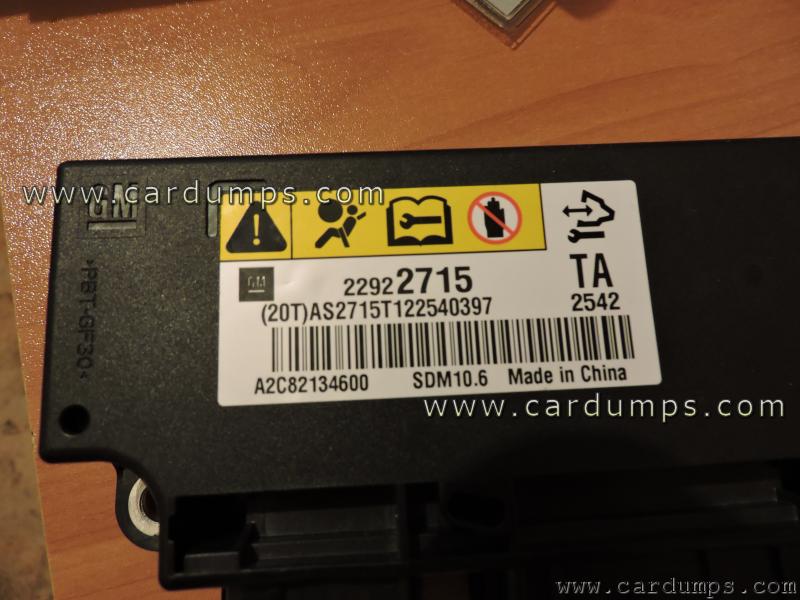 www.cardumps.com
GM
GM
22922715
TA
(20T)AS2715T122540397
2542
A2C82134600 SDM10.6 Made in China
>PBT-GF30<
www.cardumps.com
www.cardumps.com